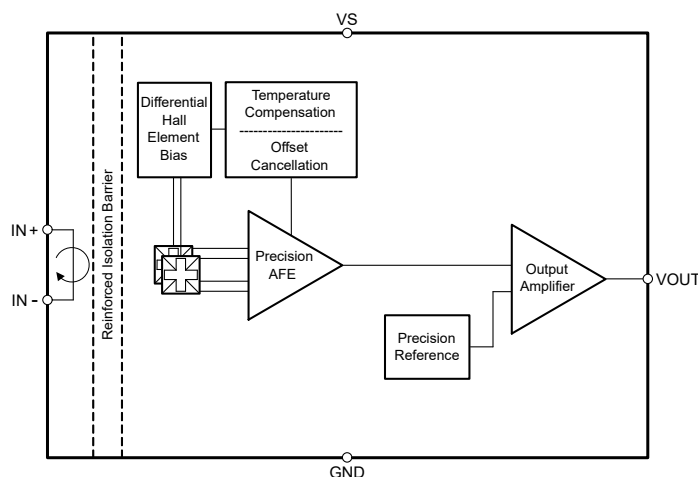 VS
Differential
Hall
Element
Bias
Temperature
Compensation
Offset
Cancellation
Reinforced Isolation Barrier
IN+
IN-
Precision
AFE
Output
Amplifier
VOUT
Precision
Reference
GND